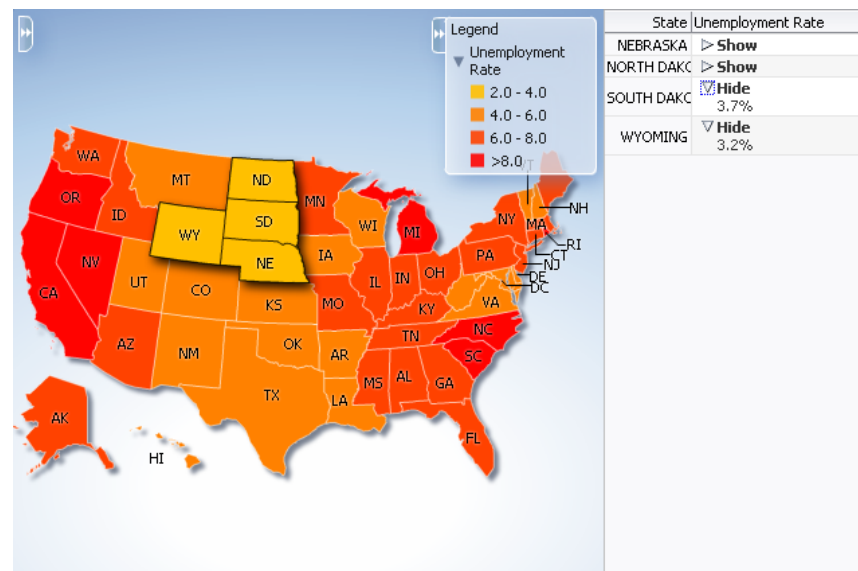 Legend
Unemployment
Rate
2.0 - 4.0
4.0 - 6.0
6.0 - 8.0
>8.0
State Unemployment Rate
NEBRASKA Show
NORTH DAKC Show
SOUTH DAKC Hide
3.7%
WYOMING Hide
3.2%
WA
MT
ND
MN
VT
OR
ID
WY
SD
WI
MI
NY
MA
NH
RI
CT
NJ
DE
DC
NV
UT
CO
NE
IA
IL
IN
OH
PA
CA
KS
MO
KY
VA
AZ
NM
OK
AR
TN
NC
SC
TX
LA
MS
AL
GA
FL
AK
HI